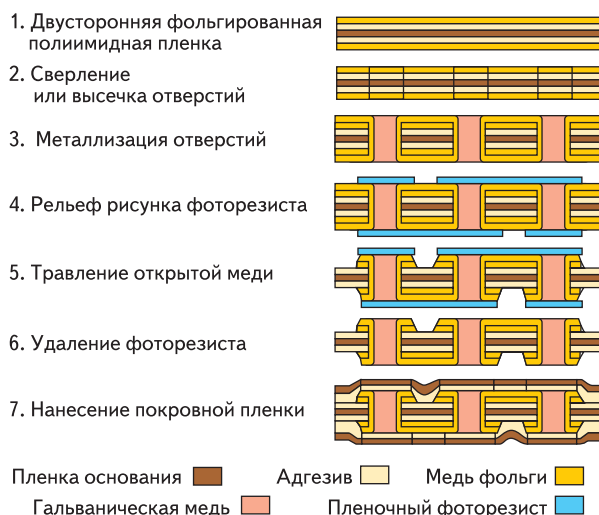 1. Двусторонняя фольгированная
полиимидная пленка
2. Сверление
или высечка отверстий
3. Металлизация отверстий
4. Рельеф рисунка фоторезиста
5. Травление открытой меди
6. Удаление фоторезиста
7. Нанесение покровной пленки
Пленка основания Адгезив Медь фольги
Гальваническая медь Пленочный фоторезист